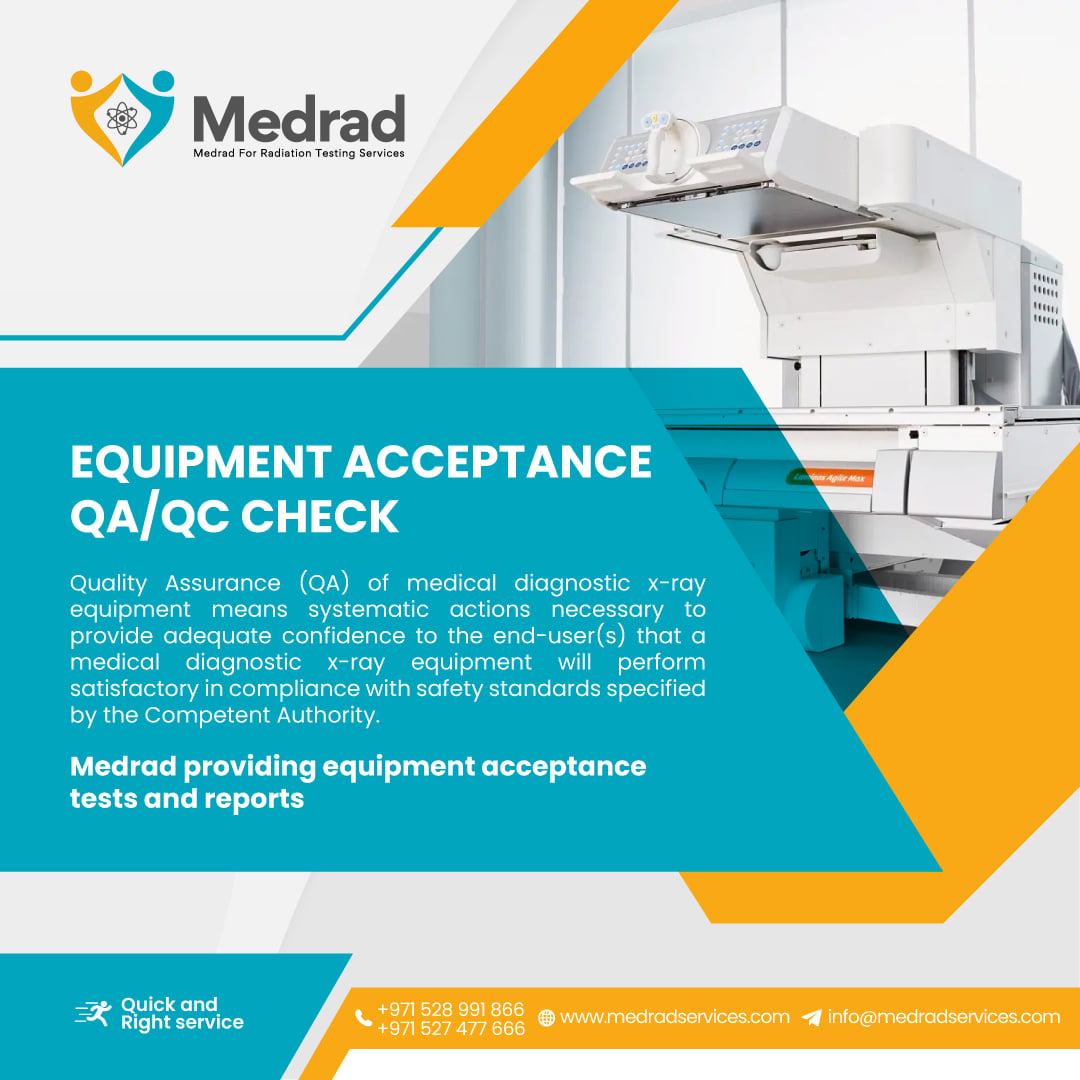 Medrad
Medrad For Radiation Testing Services
Luminos Agile Max
EQUIPMENT ACCEPTANCE
QA/QC CHECK
Quality Assurance (QA) of medical diagnostic x-ray
equipment means systematic actions necessary to
provide adequate confidence to the end-user(s) that a
medical diagnostic x-ray equipment will perform
satisfactory in compliance with safety standards specified
by the Competent Authority.
Medrad providing equipment acceptance
tests and reports
Quick and
Right service
+971 528 991 866
+971 527 477 666
www.medradservices.com
info@medradservices.com